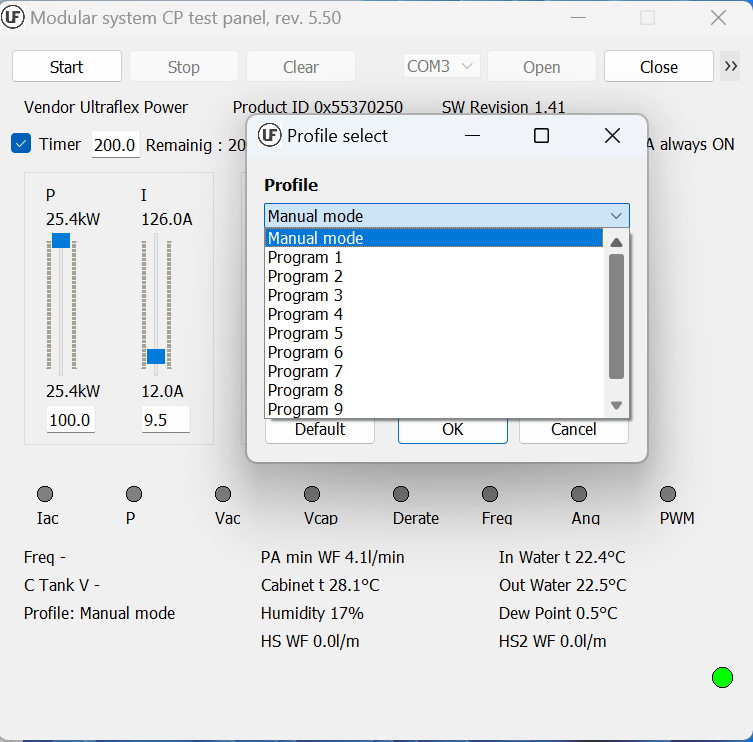 UF Modular system CP test panel, rev. 5.50
Start Stop Clear COM3 Open Close »
Vendor Ultraflex Power Product ID 0x55370250 SW Revision 1.41
Timer 200.0 Remainig : 20 A always ON
UF Profile select
Profile
Manual mode
Manual mode
Program 1
Program 2
Program 3
Program 4
Program 5
Program 6
Program 7
Program 8
Program 9
Default OK Cancel
P I
25.4kW 126.0A
25.4kW 12.0A
100.0 9.5
Iac P Vac Vcap Derate Freq Ang PWM
Freq - PA min WF 4.1l/min In Water t 22.4°C
C Tank V - Cabinet t 28.1°C Out Water 22.5°C
Profile: Manual mode Humidity 17% Dew Point 0.5°C
HS WF 0.0l/m HS2 WF 0.0l/m